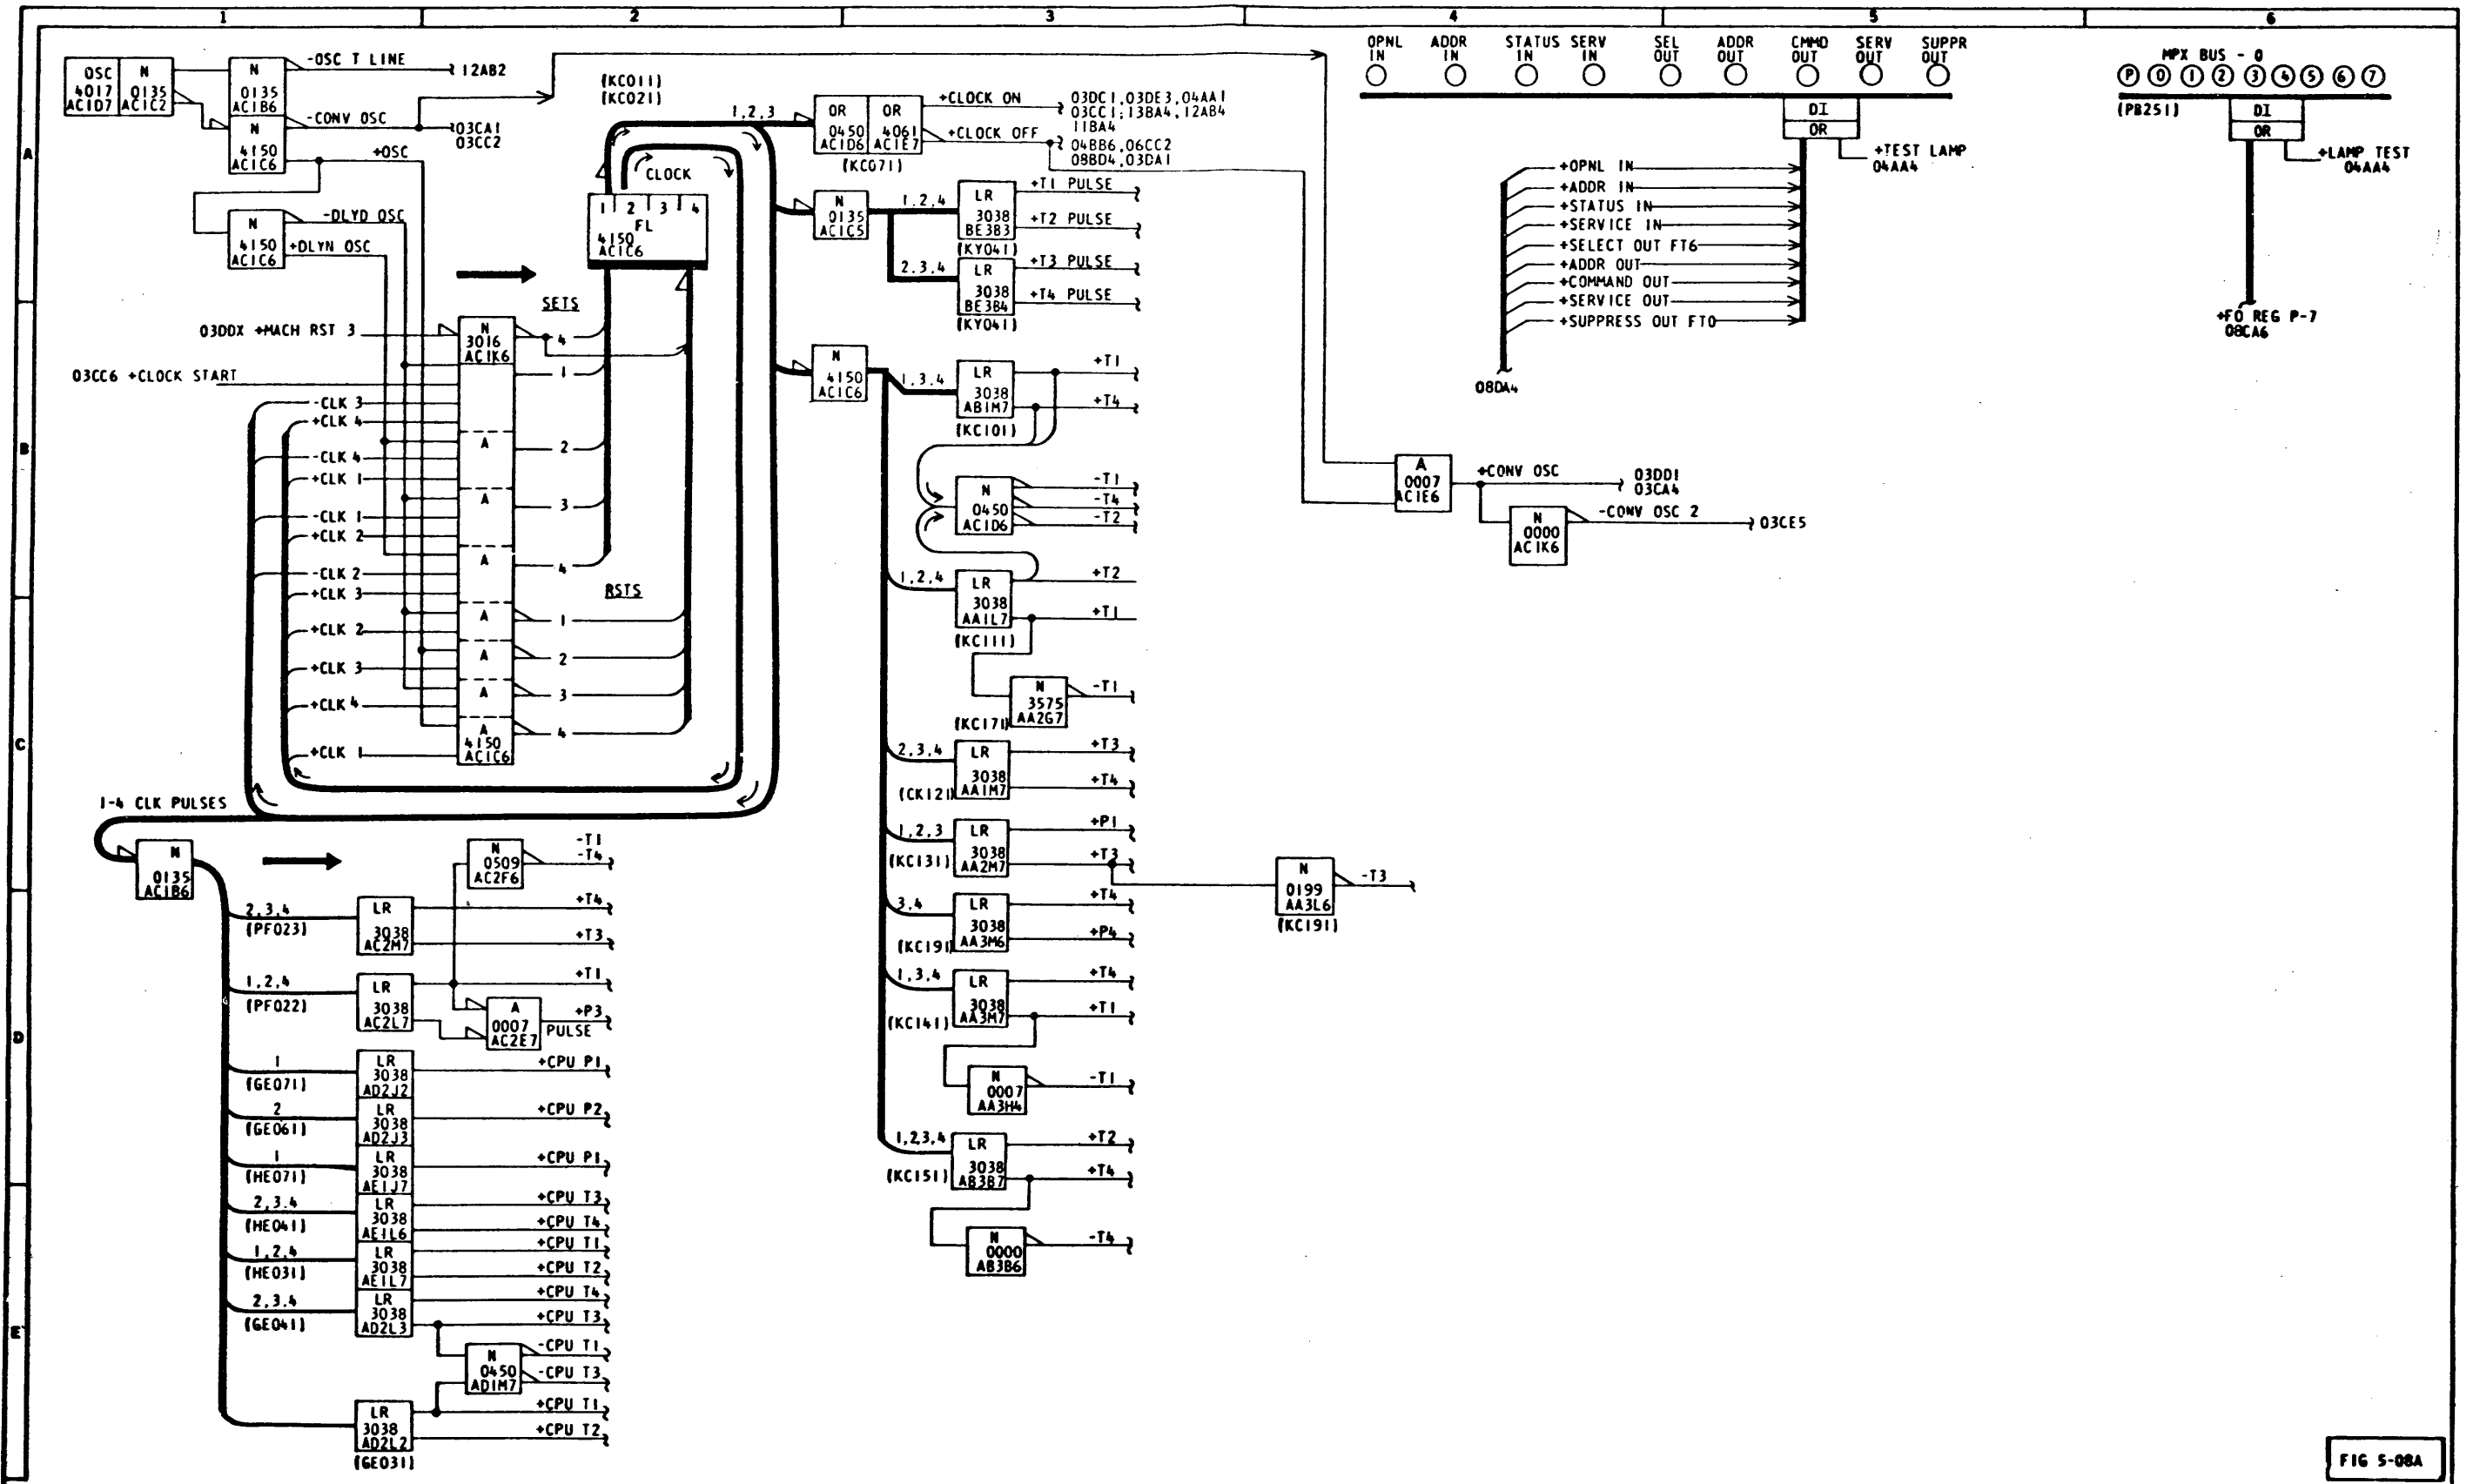 1 2 3 4 5 6
A
B
C
D
E
OSC
4017
AC1D7
N
0135
AC1C2
N
0135
AC1B6
-OSC T LINE
12AB2
N
4150
AC1C6
-CONV OSC
03CA1
03CC2
+OSC
N
4150
AC1C6
-DLYD OSC
+DLYN OSC
(KC011)
(KC021)
CLOCK
1 2 3 4
FL
4150
AC1C6
SETS
03DDX +MACH RST 3
N
3016
AC1K6
4
03CC6 +CLOCK START
1
-CLK 3
+CLK 4
A
2
-CLK 4
+CLK 1
A
3
-CLK 1
+CLK 2
A
4
-CLK 2
RSTS
+CLK 3
A
1
+CLK 2
A
2
+CLK 3
A
3
+CLK 4
A
4150
AC1C6
4
+CLK 1
1-4 CLK PULSES
N
0135
AC1B6
N
0509
AC2F6
-T1
-T4
2,3,4
(PF023)
LR
3038
AC2M7
+T4
+T3
1,2,4
(PF022)
LR
3038
AC2L7
+T1
A
0007
AC2E7
+P3
PULSE
1
(GE071)
LR
3038
AD2J2
+CPU P1
2
(GE061)
LR
3038
AD2J3
+CPU P2
1
(HE071)
LR
3038
AE1J7
+CPU P1
2,3.4
(HE041)
LR
3038
AE1L6
+CPU T3
+CPU T4
1,2,4
(HE031)
LR
3038
AE1L7
+CPU T1
+CPU T2
2,3,4
(GE041)
LR
3038
AD2L3
+CPU T4
+CPU T3
N
0450
AD1M7
-CPU T1
-CPU T3
LR
3038
AD2L2
(GE031)
+CPU T1
+CPU T2
1,2,3
OR
0450
AC1D6
OR
4061
AC1E7
(KC071)
+CLOCK ON
03DC1,03DE3,04AA1
03CC1;13BA4,12AB4
11BA4
+CLOCK OFF
04BB6,06CC2
08BD4,03DA1
N
0135
AC1C5
1,2,4
LR
3038
BE3B3
(KY041)
+T1 PULSE
+T2 PULSE
2,3,4
LR
3038
BE3B4
(KY041)
+T3 PULSE
+T4 PULSE
N
4150
AC1C6
1,3.4
LR
3038
AB1M7
(KC101)
+T1
+T4
N
0450
AC1D6
-T1
-T4
-T2
1,2,4
LR
3038
AA1L7
(KC111)
+T2
+T1
N
3575
AA2G7
(KC171)
-T1
2,3,4
LR
3038
AA1M7
(CK121)
+T3
+T4
1,2,3
LR
3038
AA2M7
(KC131)
+P1
+T3
N
0199
AA3L6
(KC191)
-T3
3,4
LR
3038
AA3M6
(KC191)
+T4
+P4
1,3,4
LR
3038
AA3M7
(KC141)
+T4
+T1
N
0007
AA3H4
-T1
1,2,3,4
LR
3038
AB3B7
(KC151)
+T2
+T4
N
0000
AB3B6
-T4
OPNL IN
ADDR IN
STATUS IN
SERV IN
SEL OUT
ADDR OUT
CMMD OUT
SERV OUT
SUPPR OUT
DI
OR
+TEST LAMP
04AA4
+OPNL IN
+ADDR IN
+STATUS IN
+SERVICE IN
+SELECT OUT FT6
+ADDR OUT
+COMMAND OUT
+SERVICE OUT
+SUPPRESS OUT FT0
08DA4
A
0007
AC1E6
+CONV OSC
03DD1
03CA4
N
0000
AC1K6
-CONV OSC 2
03CE5
MPX BUS - 0
P 0 1 2 3 4 5 6 7
(PB251)
DI
OR
+LAMP TEST
04AA4
+FO REG P-7
08CA6
FIG 5-08A